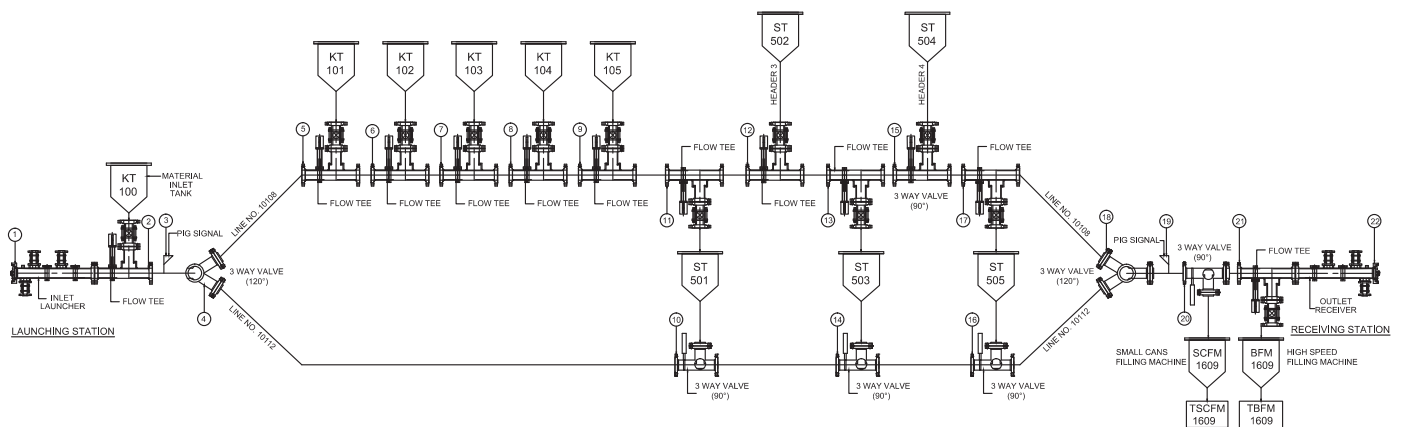 ST
502
ST
504
KT
101
KT
102
KT
103
KT
104
KT
105
HEADER 3
HEADER 4
5
6
7
8
9
12
15
FLOW TEE
FLOW TEE
FLOW TEE
KT
100
MATERIAL
INLET
TANK
FLOW TEE
FLOW TEE
FLOW TEE
FLOW TEE
FLOW TEE
11
FLOW TEE
13
3 WAY VALVE
(90°)
17
1
2
3
PIG SIGNAL
LINE NO. 10108
LINE NO. 10108
18
19
PIG SIGNAL
3 WAY VALVE
(90°)
21
FLOW TEE
22
3 WAY VALVE
(120°)
3 WAY VALVE
(120°)
INLET
LAUNCHER
FLOW TEE
4
ST
501
ST
503
ST
505
OUTLET
RECEIVER
LAUNCHING STATION
LINE NO. 10112
10
14
16
LINE NO. 10112
20
RECEIVING STATION
SMALL CANS
FILLING MACHINE
SCFM
1609
BFM
1609
HIGH SPEED
FILLING MACHINE
3 WAY VALVE
(90°)
3 WAY VALVE
(90°)
3 WAY VALVE
(90°)
TSCFM
1609
TBFM
1609